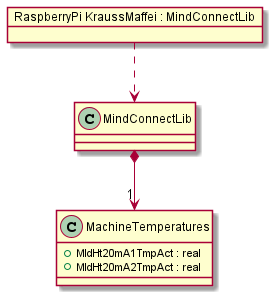 RaspberryPi KraussMaffei : MindConnectLib
C MindConnectLib
1
C MachineTemperatures
MldHt20mA1TmpAct : real
MldHt20mA2TmpAct : real